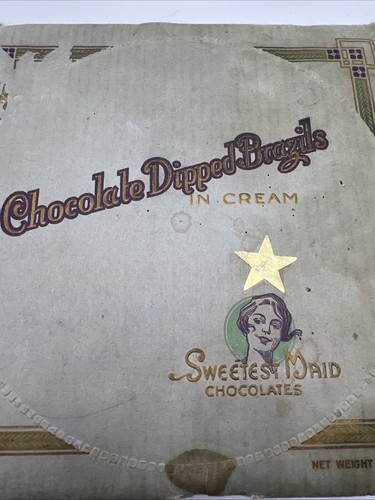 Chocolate Dipped Brazils
IN CREAM
SWEETEST MAID
CHOCOLATES
NET WEIGHT